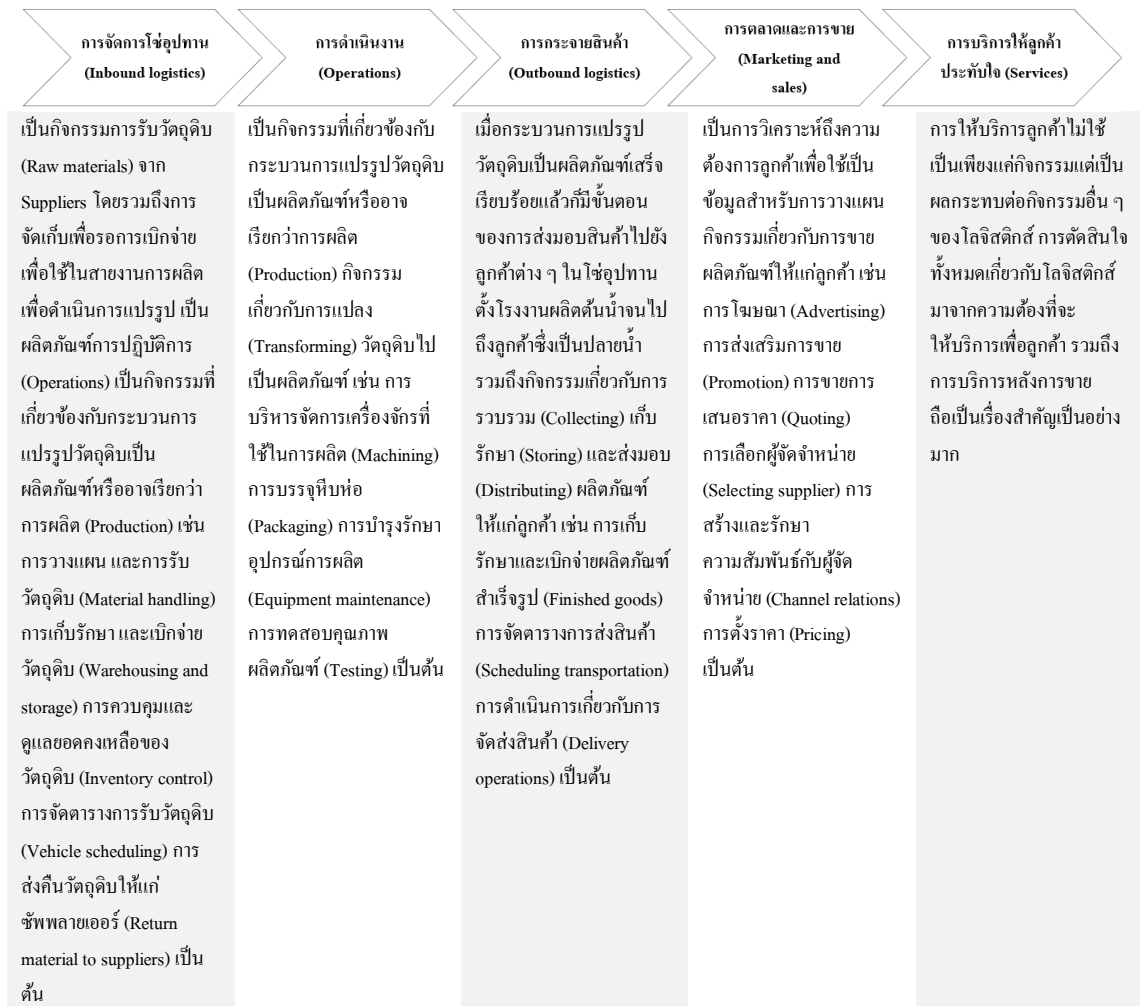 การจัดการโซ่อุปทาน
(Inbound logistics)
การดำเนินงาน
(Operations)
การกระจายสินค้า
(Outbound logistics)
การตลาดและการขาย
(Marketing and
sales)
การบริการให้ลูกค้า
ประทับใจ (Services)
เป็นกิจกรรมการรับวัตถุดิบ
(Raw materials) จาก
Suppliers โดยรวมถึงการ
จัดเก็บเพื่อรอการเบิกจ่าย
เพื่อใช้ในสายงานการผลิต
เพื่อดำเนินการแปรรูป เป็น
ผลิตภัณฑ์การปฏิบัติการ
(Operations) เป็นกิจกรรมที่
เกี่ยวข้องกับกระบวนการ
แปรรูปวัตถุดิบเป็น
ผลิตภัณฑ์หรืออาจเรียกว่า
การผลิต (Production) เช่น
การวางแผน และการรับ
วัตถุดิบ (Material handling)
การเก็บรักษา และเบิกจ่าย
วัตถุดิบ (Warehousing and
storage) การควบคุมและ
ดูแลยอดคงเหลือของ
วัตถุดิบ (Inventory control)
การจัดตารางการรับวัตถุดิบ
(Vehicle scheduling) การ
ส่งคืนวัตถุดิบให้แก่
ซัพพลายเออร์ (Return
material to suppliers) เป็น
ต้น
เป็นกิจกรรมที่เกี่ยวข้องกับ
กระบวนการแปรรูปวัตถุดิบ
เป็นผลิตภัณฑ์หรืออาจ
เรียกว่าการผลิต
(Production) กิจกรรม
เกี่ยวกับการแปลง
(Transforming) วัตถุดิบไป
เป็นผลิตภัณฑ์ เช่น การ
บริหารจัดการเครื่องจักรที่
ใช้ในการผลิต (Machining)
การบรรจุหีบห่อ
(Packaging) การบำรุงรักษา
อุปกรณ์การผลิต
(Equipment maintenance)
การทดสอบคุณภาพ
ผลิตภัณฑ์ (Testing) เป็นต้น
เมื่อกระบวนการแปรรูป
วัตถุดิบเป็นผลิตภัณฑ์เสร็จ
เรียบร้อยแล้วก็มีขั้นตอน
ของการส่งมอบสินค้าไปยัง
ลูกค้าต่าง ๆ ในโซ่อุปทาน
ตั้งโรงงานผลิตต้นน้ำจนไป
ถึงลูกค้าซึ่งเป็นปลายน้ำ
รวมถึงกิจกรรมเกี่ยวกับการ
รวบรวม (Collecting) เก็บ
รักษา (Storing) และส่งมอบ
(Distributing) ผลิตภัณฑ์
ให้แก่ลูกค้า เช่น การเก็บ
รักษาและเบิกจ่ายผลิตภัณฑ์
สำเร็จรูป (Finished goods)
การจัดตารางการส่งสินค้า
(Scheduling transportation)
การดำเนินการเกี่ยวกับการ
จัดส่งสินค้า (Delivery
operations) เป็นต้น
เป็นการวิเคราะห์ถึงความ
ต้องการลูกค้าเพื่อใช้เป็น
ข้อมูลสำหรับการวางแผน
กิจกรรมเกี่ยวกับการขาย
ผลิตภัณฑ์ให้แก่ลูกค้า เช่น
การโฆษณา (Advertising)
การส่งเสริมการขาย
(Promotion) การขายการ
เสนอราคา (Quoting)
การเลือกผู้จัดจำหน่าย
(Selecting supplier) การ
สร้างและรักษา
ความสัมพันธ์กับผู้จัด
จำหน่าย (Channel relations)
การตั้งราคา (Pricing)
เป็นต้น
การให้บริการลูกค้าไม่ใช้
เป็นเพียงแก่กิจกรรมแต่เป็น
ผลกระทบต่อกิจกรรมอื่น ๆ
ของโลจิสติกส์ การตัดสินใจ
ทั้งหมดเกี่ยวกับโลจิสติกส์
มาจากความต้องที่จะ
ให้บริการเพื่อลูกค้า รวมถึง
การบริการหลังการขาย
ถือเป็นเรื่องสำคัญเป็นอย่าง
มาก